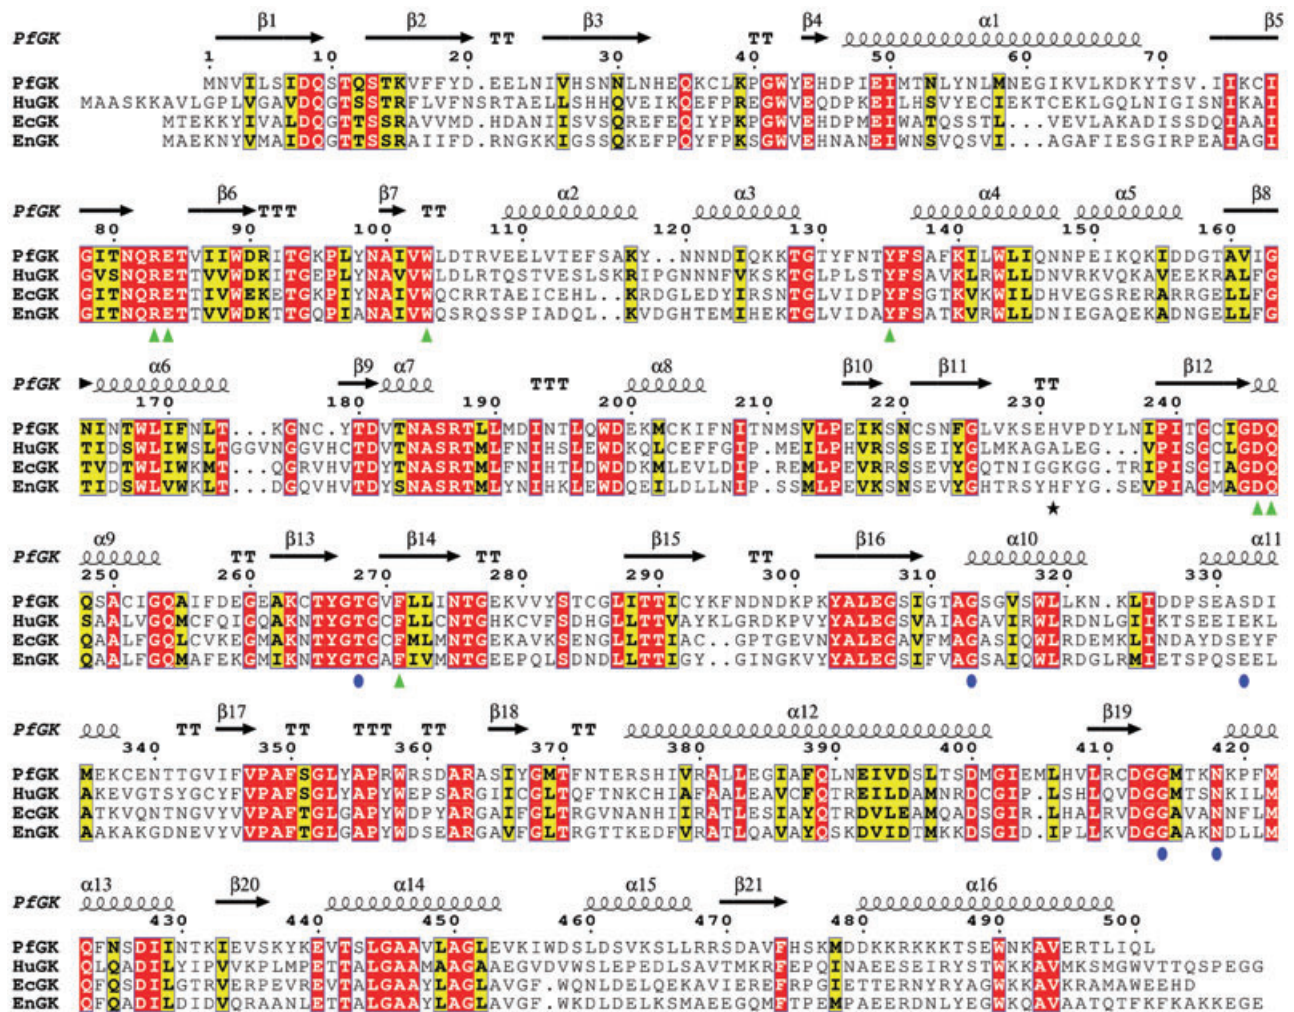 β1 β2 β3 β4 α1 β5
PfGK TT TT
1 10 20 30 40 50 60 70
PfGK MNVILSIDQSTQSTKVFFYD.EELNIVHSNNLNHEQKCLKPGWYEHDPIEIMTNLYNLMNEGIKVLKDKYTSV.IIKCI
HuGK MAASKKAVLGPLVGAVDQGTSSTRFLVFNSRTAELLSHHQVEIKQEFPREGWVEQDPKEILHSVYECIEKTCEKLGQLNIGISNIKAI
EcGK MTEKKYIVALDQGTTSSRAVVMD.HDANIISVSQREFEQIYPKPGWVEHDPMEIWATQSSTL...VEVLAKADISSDQIAAI
EnGK MAEKNYVMAIDQGTTSSRAIIFD.RNGKKIGSSQKEFPQYFPKSGWVEHNANEIWNSVQSVI...AGAFIESGIRPEAIAGI
β6 β7 α2 α3 α4 α5 β8
PfGK TTT TT
80 90 100 110 120 130 140 150 160
PfGK GITNQRETVIIWDRITGKPLYNAIVWLDTRVEELVTEFSAKY.NNNDIQKKTGTYFNTYFSAFKILWLIQNNPEIKQKIDDGTAVIG
HuGK GVSNQRETTVVWDKITGEPLYNAVVWLDLRTQSTVESLSKRIPGNNNFVKSKTGLPLSTYFSAVKLRWLLDNVRKVQKAVEEKRALFG
EcGK GITNQRETTIVWEKETGKPIYNAIVWQCRRTAEICEHL..KRDGLEDYIRSNTGLVIDPYFSGTKVKWILDHVEGSRERARRGELLFG
EnGK GITNQRETTVVWDKTTGQPIANAIVWQSRQSSPIADQL..KVDGHTEMIHEKTGLVIDAYFSATKVRWLLDNIEGAQEKADNGELLFG
α6 β9 α7 α8 β10 β11 β12
PfGK TTT TT
170 180 190 200 210 220 230 240
PfGK NINTWLIFNLT...KGNC.YTDVTNASRTLLMDINTLQWDEKMCKIFNITNMSVLPEIKSNCSNFGLVKSEHVPDYLNIPITGCIGDQ
HuGK TIDSWLIWSLTGGVNGGVHCTDVTNASRTMLFNIHSLEWDKQLCEFFGIP.MEILPHVRSSSEIYGLMKAGALEG...VPISGCLGDQ
EcGK TVDTWLIWKMT...QGRVHVTDYTNASRTMLFNIHTLDWDDKMLEVLDIP.REMLPEVRRSSEVYGQTNIGGKGG..TRIPISGIAGDQ
EnGK TIDSWLVWKLT...DGQVHVTDYSNASRTMLYNIHKLEWDQEILDLLNIP.SSMLPEVKSNSEVYGHTRSYHFYG.SEVPIAGMAGDQ
α9 β13 β14 β15 β16 α10 α11
PfGK TT TT TT
250 260 270 280 290 300 310 320 330
PfGK QSACIGQAIFDEGEAKCTYGTGVFLLINTGEKVVYSTCGLITTICYKFNDNDKPKYALEGSIGTAGSGVSWLLKN.KLIDDPSEASDI
HuGK SAALVGQMCFQIGQAKNTYGTGCFLLCNTGHKCVFSDHGLLTTVAYKLGRDKPVYYALEGSVAIAGAVIRWLRDNLGIIKTSEEIEKL
EcGK QAALFGQLCVKEGMAKNTYGTGCFMLMNTGEKAVKSENGLLTTIAC..GPTGEVNYALEGAVFMAGASIQWLRDEMKLINDAYDSEYF
EnGK QAALFGQMAFEKGMIKNTYGTGAFIVMNTGEEPQLSDNDLLTTIGY..GINGKVYYALEGSIFVAGSAIQWLRDGLRMIETSPQSEEL
β17 β18 α12 β19
PfGK TT TT TTT TT TT
340 350 360 370 380 390 400 410 420
PfGK MEKCENTTGVIFVPAFSGLYAPRWRSDARASIYGMTFNTERSHIVRALLEGIAFQLNEIVDSLTSDMGIEMLHVLRCDGGMTKNKPFM
HuGK AKEVGTSYGCYFVPAFSGLYAPYWEPSARGIICGLTQFTNKCHIAFAALEAVCFQTREILDAMNRDCGIP.LSHLQVDGGMTSNKILM
EcGK ATKVQNTNGVYVVPAFTGLGAPYWDPYARGAIFGLTRGVNANHIIRATLESIAYQTRDVLEAMQADSGIR.LHALRVDGGAVANNFLM
EnGK AAKAKGDNEVYVVPAFTGLGAPYWDSEARGAVFGLTRGTTKEDFVRATLQAVAYQSKDVIDTMKKDSGID.IPLLKVDGGAAKNDLLM
α13 β20 α14 α15 β21 α16
PfGK
430 440 450 460 470 480 490 500
PfGK QFNSDIINTKIEVSKYKEVTSLGAAVLAGLEVKIWDSLDSVKSLLRRSDAVFHSKMDDKKRKKKTSEWNKAVERTLIQL
HuGK QLQADILYIPVVKPLMPETTALGAAMAAGAAEGVDVWSLEPEDLSAVTMKRFEPQINAEESEIRYSTWKKAVMKSMGWVTTQSPEGG
EcGK QFQSDILGTRVERPEVREVTALGAAYLAGLAVGF.WQNLDELQEKAVIEREFRPGIETTERNYRYAGWKKAVKRAMAWEEHD
EnGK QFQADILDIDVQRAANLETTALGAAYLAGLAVGF.WKDLDELKSMAEEGQMFTPEMPAEERDNLYEGWKQAVAATQTFKFKAKKEGE